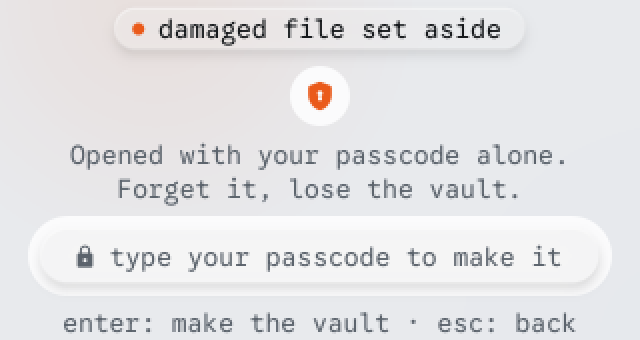 damaged file set aside
Opened with your passcode alone.
Forget it, lose the vault.
type your passcode to make it
enter: make the vault · esc: back